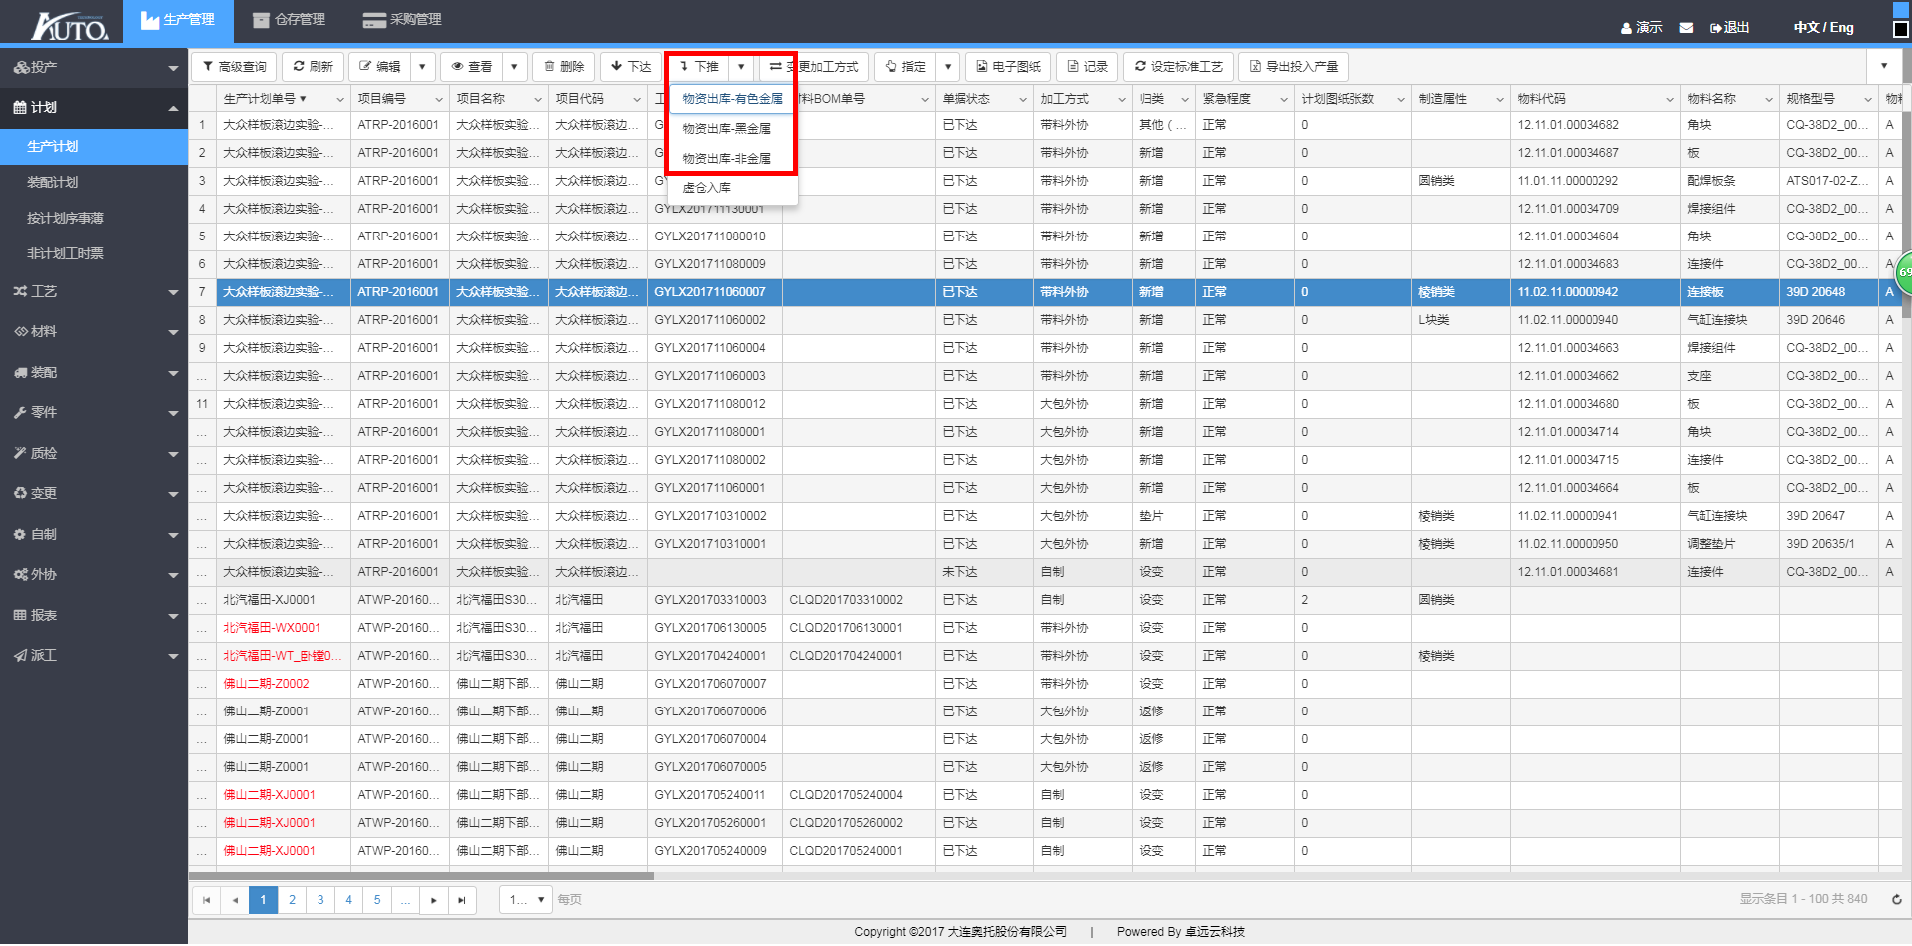 AUTO. 生产管理 仓存管理 采购管理 演示 退出 中文 / Eng
投产
计划
生产计划
装配计划
按计划序事薄
非计划工时票
工艺
材料
装配
零件
质检
变更
自制
外协
报表
派工
高级查询 刷新 编辑 查看 删除 下达 下推 变更加工方式 指定 电子图纸 记录 设定标准工艺 导出投入产量
物资出库-有色金属
物资出库-黑金属
物资出库-非金属
虚仓入库
生产计划单号 项目编号 项目名称 项目代码 料BOM单号 单据状态 加工方式 归类 紧急程度 计划图纸张数 制造属性 物料代码 物料名称 规格型号 物料
1 大众样板滚边实验-... ATRP-2016001 大众样板实验... 大众样板滚边... 已下达 带料外协 其他（... 正常 0 12.11.01.00034682 角块 CQ-38D2_00... A
2 大众样板滚边实验-... ATRP-2016001 大众样板实验... 大众样板滚边... 已下达 带料外协 新增 正常 0 12.11.01.00034687 板 CQ-38D2_00... A
3 大众样板滚边实验-... ATRP-2016001 大众样板实验... 大众样板滚边... 已下达 带料外协 新增 正常 0 圆销类 11.01.11.00000292 配焊板条 ATS017-02-Z... A
4 大众样板滚边实验-... ATRP-2016001 大众样板实验... 大众样板滚边... GYLX201711130001 已下达 带料外协 新增 正常 0 12.11.01.00034709 焊接组件 CQ-38D2_00... A
5 大众样板滚边实验-... ATRP-2016001 大众样板实验... 大众样板滚边... GYLX201711080010 已下达 带料外协 新增 正常 0 12.11.01.00034684 角块 CQ-38D2_00... A
6 大众样板滚边实验-... ATRP-2016001 大众样板实验... 大众样板滚边... GYLX201711080009 已下达 带料外协 新增 正常 0 12.11.01.00034683 连接件 CQ-38D2_00... A
69
7 大众样板滚边实验-... ATRP-2016001 大众样板实验... 大众样板滚边... GYLX201711060007 已下达 带料外协 新增 正常 0 棱销类 11.02.11.00000942 连接板 39D 20648 A
8 大众样板滚边实验-... ATRP-2016001 大众样板实验... 大众样板滚边... GYLX201711060002 已下达 带料外协 新增 正常 0 L块类 11.02.11.00000940 气缸连接块 39D 20646 A
9 大众样板滚边实验-... ATRP-2016001 大众样板实验... 大众样板滚边... GYLX201711060004 已下达 带料外协 新增 正常 0 12.11.01.00034663 焊接组件 CQ-38D2_00... A
... 大众样板滚边实验-... ATRP-2016001 大众样板实验... 大众样板滚边... GYLX201711060003 已下达 带料外协 新增 正常 0 12.11.01.00034662 支座 CQ-38D2_00... A
11 大众样板滚边实验-... ATRP-2016001 大众样板实验... 大众样板滚边... GYLX201711080012 已下达 大包外协 新增 正常 0 12.11.01.00034680 板 CQ-38D2_00... A
... 大众样板滚边实验-... ATRP-2016001 大众样板实验... 大众样板滚边... GYLX201711080001 已下达 大包外协 新增 正常 0 12.11.01.00034714 角块 CQ-38D2_00... A
... 大众样板滚边实验-... ATRP-2016001 大众样板实验... 大众样板滚边... GYLX201711080002 已下达 大包外协 新增 正常 0 12.11.01.00034715 连接件 CQ-38D2_00... A
... 大众样板滚边实验-... ATRP-2016001 大众样板实验... 大众样板滚边... GYLX201711060001 已下达 大包外协 新增 正常 0 12.11.01.00034664 板 CQ-38D2_00... A
... 大众样板滚边实验-... ATRP-2016001 大众样板实验... 大众样板滚边... GYLX201710310002 已下达 大包外协 垫片 正常 0 棱销类 11.02.11.00000941 气缸连接块 39D 20647 A
... 大众样板滚边实验-... ATRP-2016001 大众样板实验... 大众样板滚边... GYLX201710310001 已下达 大包外协 新增 正常 0 棱销类 11.02.11.00000950 调整垫片 39D 20635/1 A
... 大众样板滚边实验-... ATRP-2016001 大众样板实验... 大众样板滚边... 未下达 自制 设变 正常 0 12.11.01.00034681 连接件 CQ-38D2_00... A
... 北汽福田-XJ0001 ATWP-20160... 北汽福田S30... 北汽福田 GYLX201703310003 CLQD201703310002 已下达 自制 设变 正常 2 圆销类
... 北汽福田-WX0001 ATWP-20160... 北汽福田S30... 北汽福田 GYLX201706130005 CLQD201706130001 已下达 带料外协 设变 正常 0
... 北汽福田-WT_卧镗0... ATWP-20160... 北汽福田S30... 北汽福田 GYLX201704240001 CLQD201704240001 已下达 带料外协 设变 正常 0 棱销类
... 佛山二期-Z0002 ATWP-20160... 佛山二期下部... 佛山二期 GYLX201706070007 已下达 带料外协 设变 正常 0
... 佛山二期-Z0001 ATWP-20160... 佛山二期下部... 佛山二期 GYLX201706070006 已下达 大包外协 返修 正常 0
... 佛山二期-Z0001 ATWP-20160... 佛山二期下部... 佛山二期 GYLX201706070004 已下达 大包外协 返修 正常 0
... 佛山二期-Z0001 ATWP-20160... 佛山二期下部... 佛山二期 GYLX201706070005 已下达 大包外协 返修 正常 0
... 佛山二期-XJ0001 ATWP-20160... 佛山二期下部... 佛山二期 GYLX201705240011 CLQD201705240004 已下达 自制 设变 正常 0
... 佛山二期-XJ0001 ATWP-20160... 佛山二期下部... 佛山二期 GYLX201705260001 CLQD201705260002 已下达 自制 设变 正常 0
... 佛山二期-XJ0001 ATWP-20160... 佛山二期下部... 佛山二期 GYLX201705240009 CLQD201705240001 已下达 自制 设变 正常 0
1 2 3 4 5 ... 1... 每页 显示条目 1 - 100 共 840
Copyright ©2017 大连奥托股份有限公司 | Powered By 卓远云科技